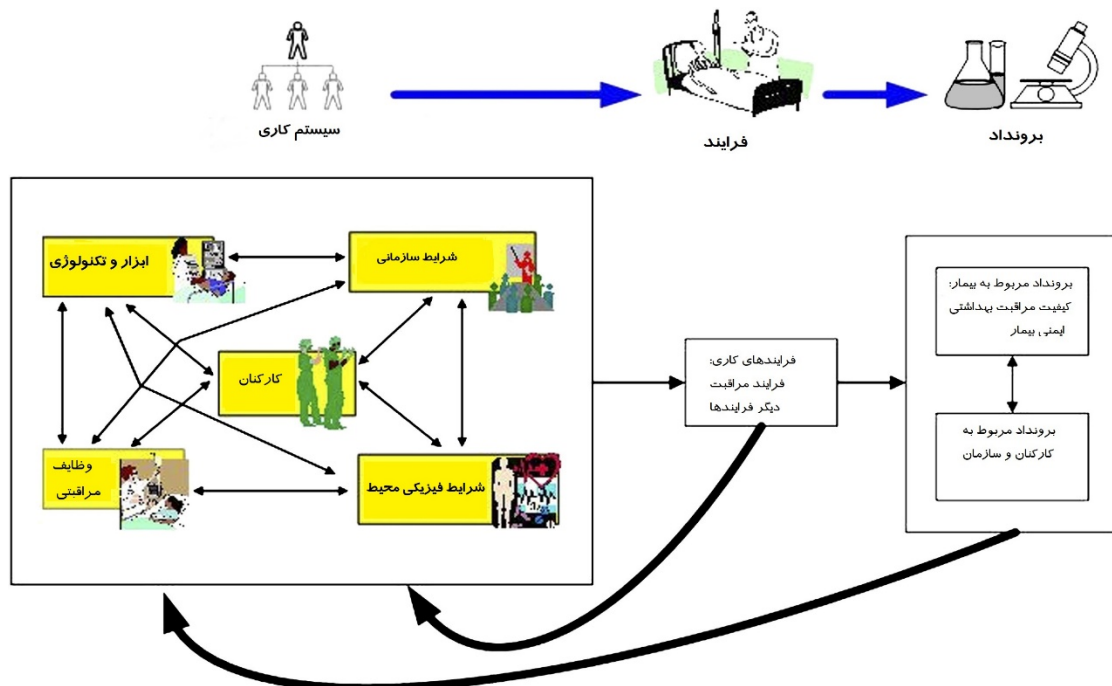 سیستم کاری
فرایند
برونداد
ابزار و تکنولوژی
شرایط سازمانی
کارکنان
وظایف
مراقبتی
شرایط فیزیکی محیط
فرایندهای کاری:
فرایند مراقبت
دیگر فرایندها
برونداد مربوط به بیمار:
کیفیت مراقبت بهداشتی
ایمنی بیمار
برونداد مربوط به
کارکنان و سازمان